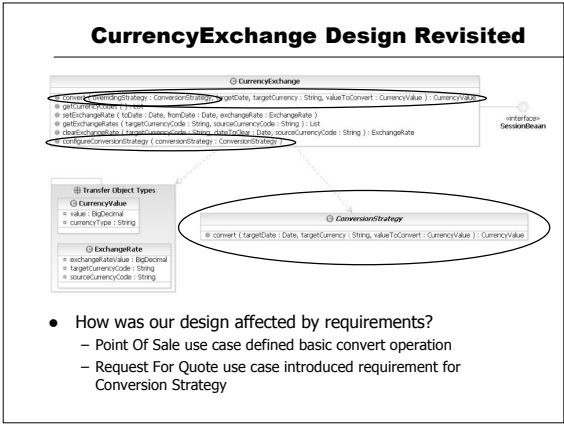 CurrencyExchange Design Revisited
CurrencyExchange
convert ( overridingStrategy : ConversionStrategy, targetDate, targetCurrency : String, valueToConvert : CurrencyValue ) : CurrencyValue
getCurrencyCodes ( ) : List
setExchangeRate ( toDate : Date, fromDate : Date, exchangeRate : ExchangeRate )
getExchangeRates ( targetCurrencyCode : String, sourceCurrencyCode : String ) : List
clearExchangeRate ( targetCurrencyCode : String, dateToClear : Date, sourceCurrencyCode : String ) : ExchangeRate
configureConversionStrategy ( conversionStrategy : ConversionStrategy )
«interface»
SessionBeaan
Transfer Object Types
CurrencyValue
value : BigDecimal
currencyType : String
ExchangeRate
exchangeRateValue : BigDecimal
targetCurrencyCode : String
sourceCurrencyCode : String
ConversionStrategy
convert ( targetDate : Date, targetCurrency : String, valueToConvert : CurrencyValue ) : CurrencyValue
● How was our design affected by requirements?
– Point Of Sale use case defined basic convert operation
– Request For Quote use case introduced requirement for
Conversion Strategy